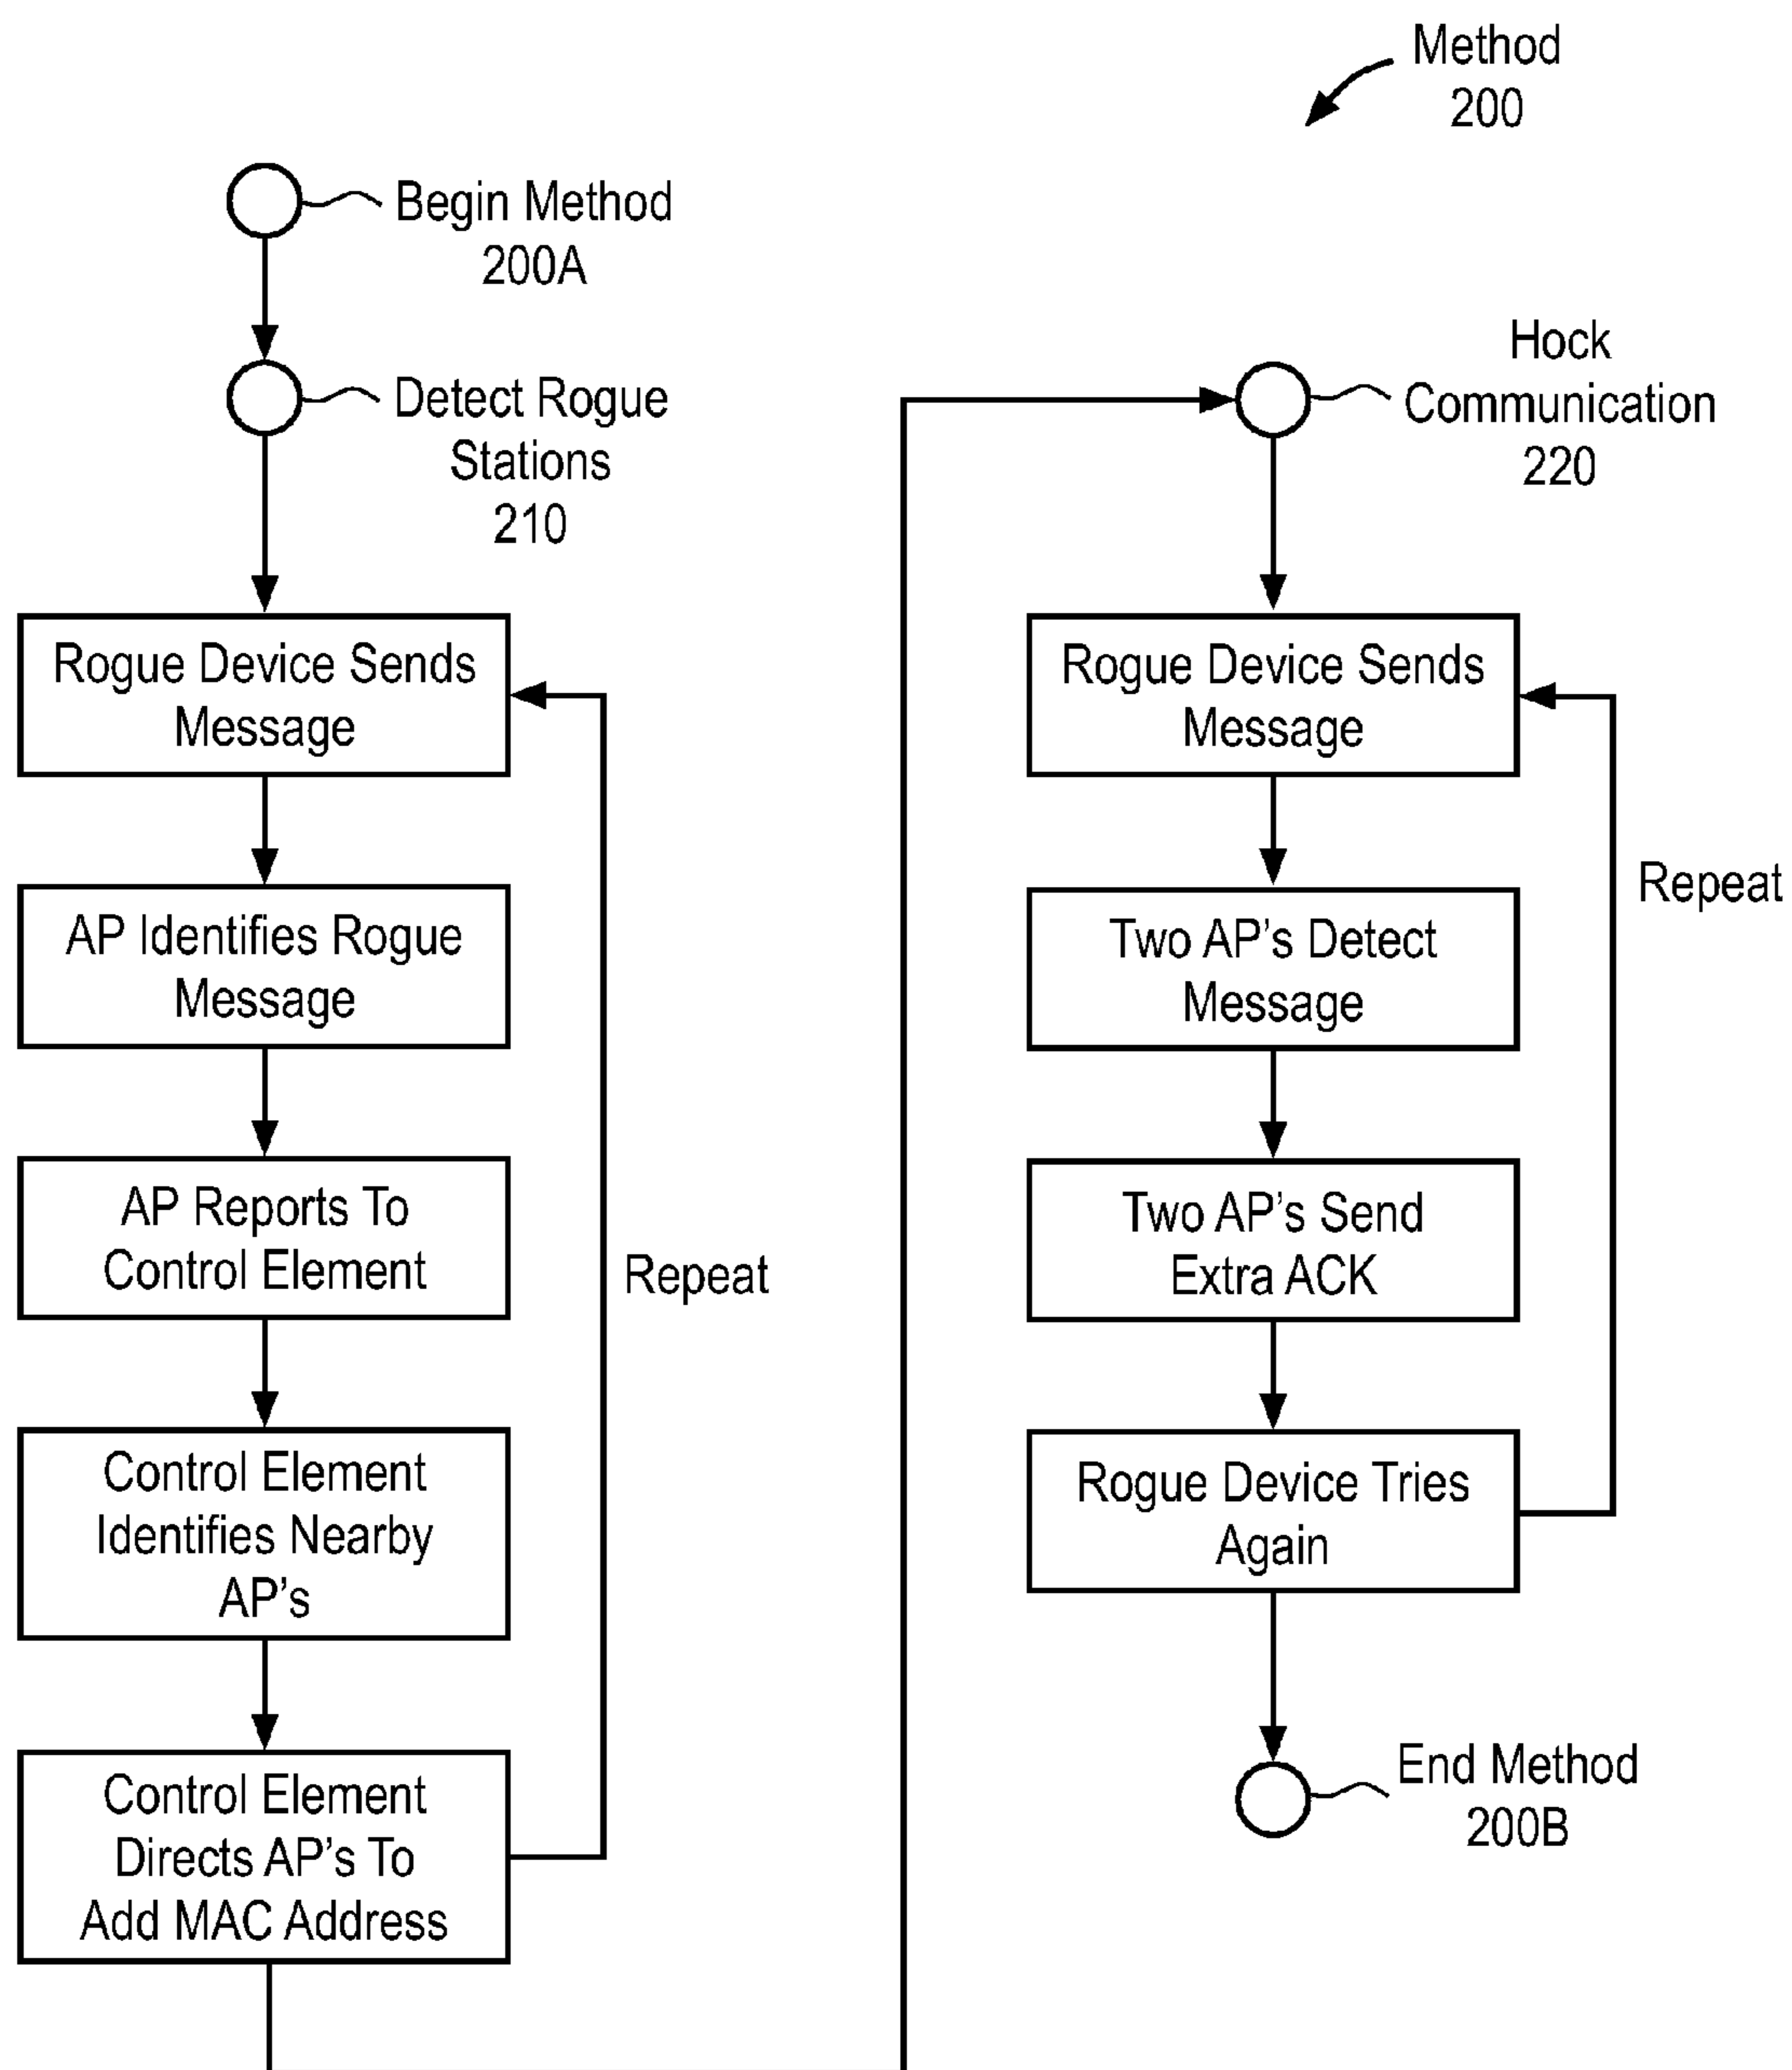 Method
200
Begin Method
200A
Detect Rogue
Stations
210
Rogue Device Sends
Message
AP Identifies Rogue
Message
AP Reports To
Control Element
Control Element
Identifies Nearby
AP's
Control Element
Directs AP's To
Add MAC Address
Repeat
Hock
Communication
220
Rogue Device Sends
Message
Two AP's Detect
Message
Two AP's Send
Extra ACK
Rogue Device Tries
Again
Repeat
End Method
200B